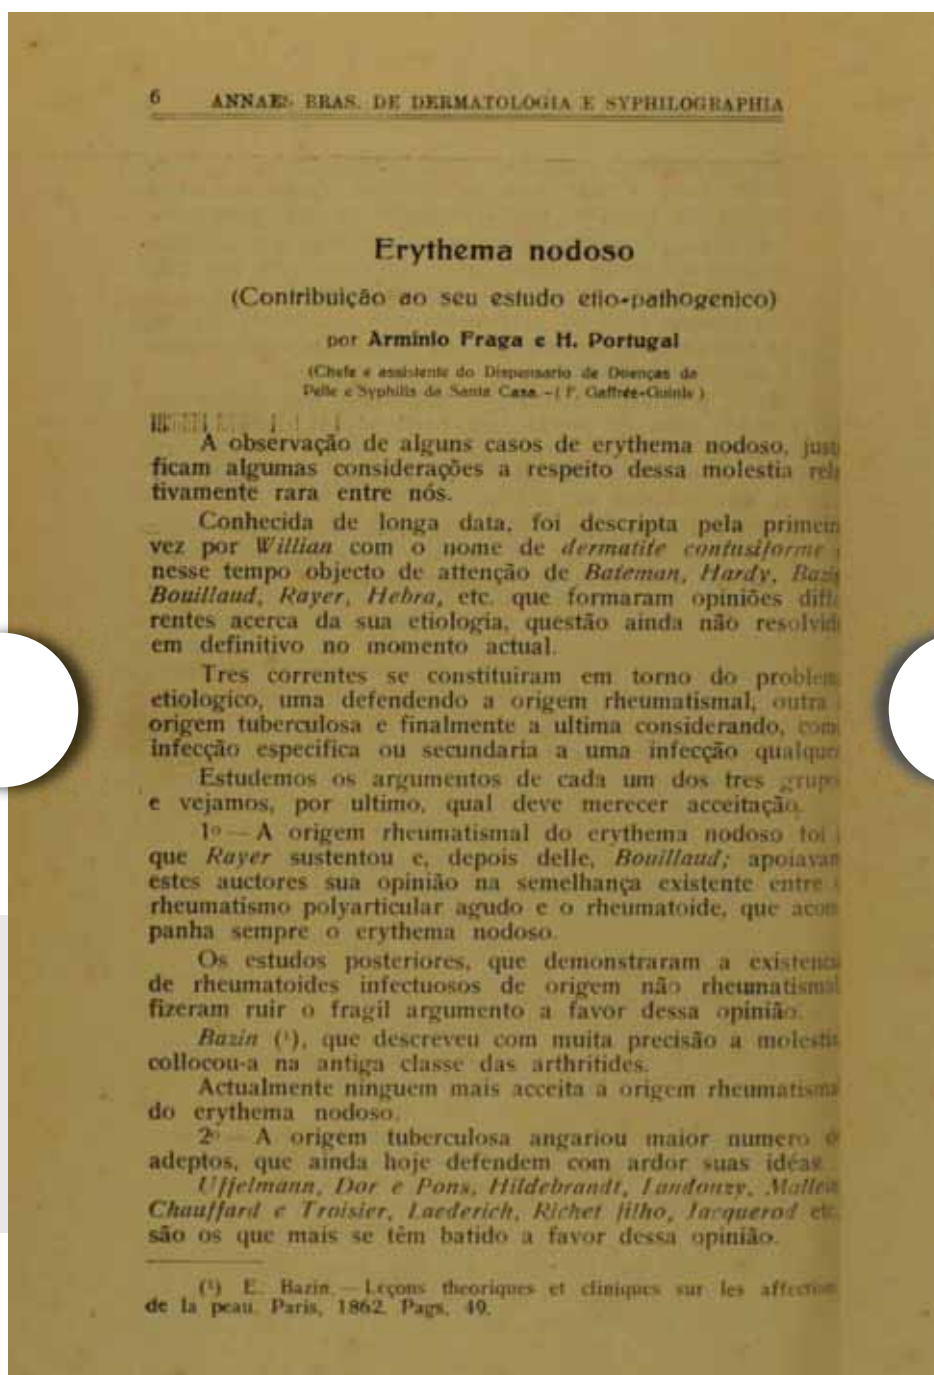 6 ANNAES BRAS. DE DERMATOLOGIA E SYPHILOGRAPHIA
Erythema nodoso
(Contribuição ao seu estudo etio-pathogenico)
por Arminio Fraga e H. Portugal
(Chefe e assistente do Dispensario de Doenças da
Pelle e Syphilis da Santa Casa — ( F. Gaffrée-Guinle )
A observação de alguns casos de erythema nodoso, justi
ficam algumas considerações a respeito dessa molestia rela
tivamente rara entre nós.
Conhecida de longa data, foi descripta pela primeir
vez por Willian com o nome de dermatite contusiforme
nesse tempo objecto de attenção de Bateman, Hardy, Bazin
Bouillaud, Rayer, Hebra, etc. que formaram opiniões diffe
rentes acerca da sua etiologia, questão ainda não resolvida
em definitivo no momento actual.
Tres correntes se constituiram em torno do problem
etiologico, uma defendendo a origem rheumatismal, outra
origem tuberculosa e finalmente a ultima considerando, com
infecção especifica ou secundaria a uma infecção qualquer
Estudemos os argumentos de cada um dos tres grupo
e vejamos, por ultimo, qual deve merecer acceitação.
1º — A origem rheumatismal do erythema nodoso foi
que Rayer sustentou e, depois delle, Bouillaud; apoiavam
estes auctores sua opinião na semelhança existente entre
rheumatismo polyarticular agudo e o rheumatoide, que acom
panha sempre o erythema nodoso.
Os estudos posteriores, que demonstraram a existencia
de rheumatoides infectuosos de origem não rheumatismal
fizeram ruir o fragil argumento a favor dessa opinião.
Bazin (¹), que descreveu com muita precisão a molestia
collocou-a na antiga classe das arthritides.
Actualmente ninguem mais acceita a origem rheumatismal
do erythema nodoso.
2º — A origem tuberculosa angariou maior numero d
adeptos, que ainda hoje defendem com ardor suas idéas.
Uffelmann, Dor e Pons, Hildebrandt, Landouzy,
Chauffard e Troisier, Laederich, Richet filho, Jacquerod etc.
são os que mais se têm batido a favor dessa opinião.
(¹) E. Bazin. — Leçons theoriques et cliniques sur les affections
de la peau. Paris, 1862. Pags. 49.